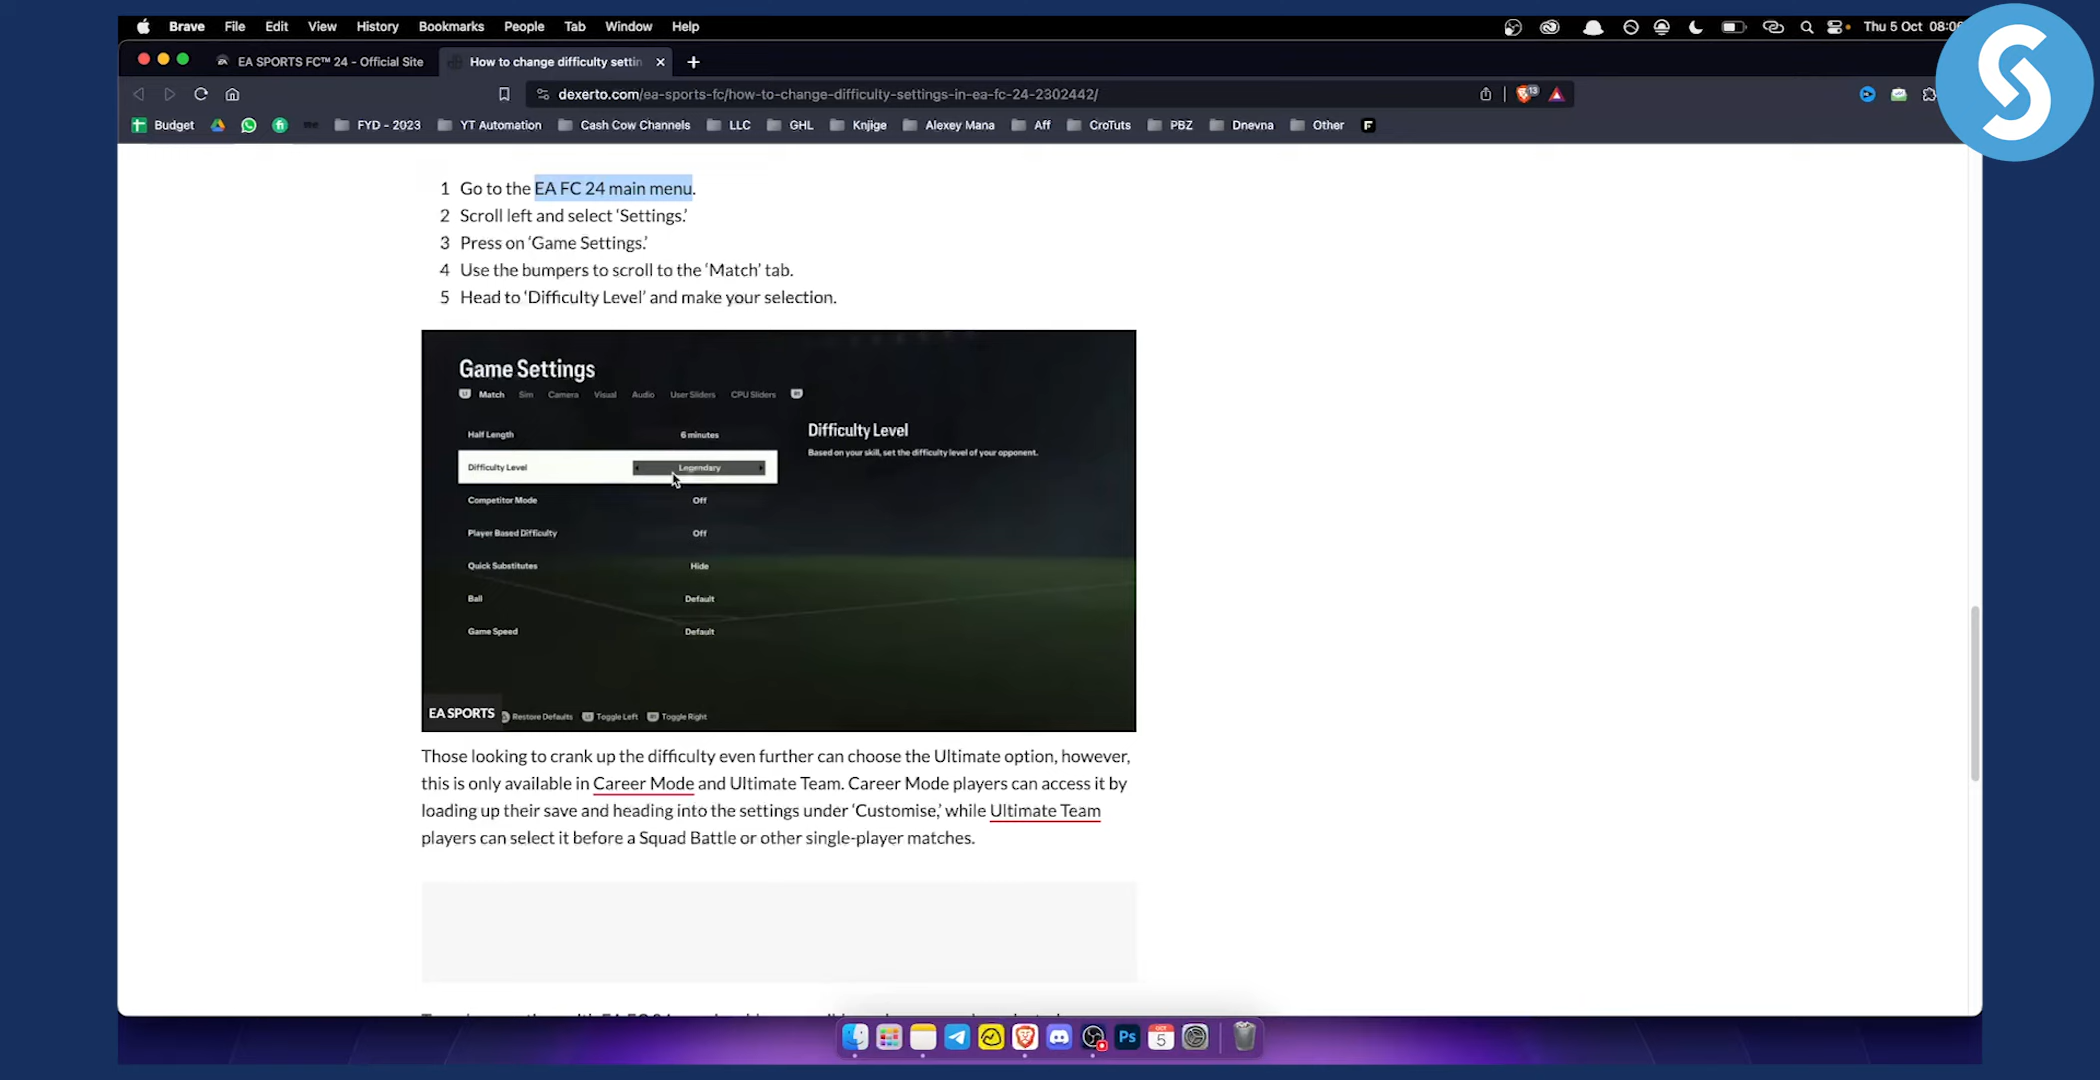 Brave File Edit View History Bookmarks People Tab Window Help
Thu 5 Oct 08:0
EA SPORTS FC™ 24 - Official Site
How to change difficulty settin
dexerto.com/ea-sports-fc/how-to-change-difficulty-settings-in-ea-fc-24-2302442/
13
Budget FYD - 2023 YT Automation Cash Cow Channels LLC GHL Knjige Alexey Mana Aff CroTuts PBZ Dnevna Other
1 Go to the EA FC 24 main menu.
2 Scroll left and select ‘Settings.’
3 Press on ‘Game Settings.’
4 Use the bumpers to scroll to the ‘Match’ tab.
5 Head to ‘Difficulty Level’ and make your selection.
Game Settings
Match Sim Camera Visual Audio User Sliders CPU Sliders
Half Length 6 minutes
Difficulty Level Legendary
Competitor Mode Off
Player Based Difficulty Off
Quick Substitutes Hide
Ball Default
Game Speed Default
Difficulty Level
Based on your skill, set the difficulty level of your opponent.
EA SPORTS Restore Defaults Toggle Left Toggle Right
Those looking to crank up the difficulty even further can choose the Ultimate option, however,
this is only available in Career Mode and Ultimate Team. Career Mode players can access it by
loading up their save and heading into the settings under ‘Customise,’ while Ultimate Team
players can select it before a Squad Battle or other single-player matches.
OCT
5
Ps